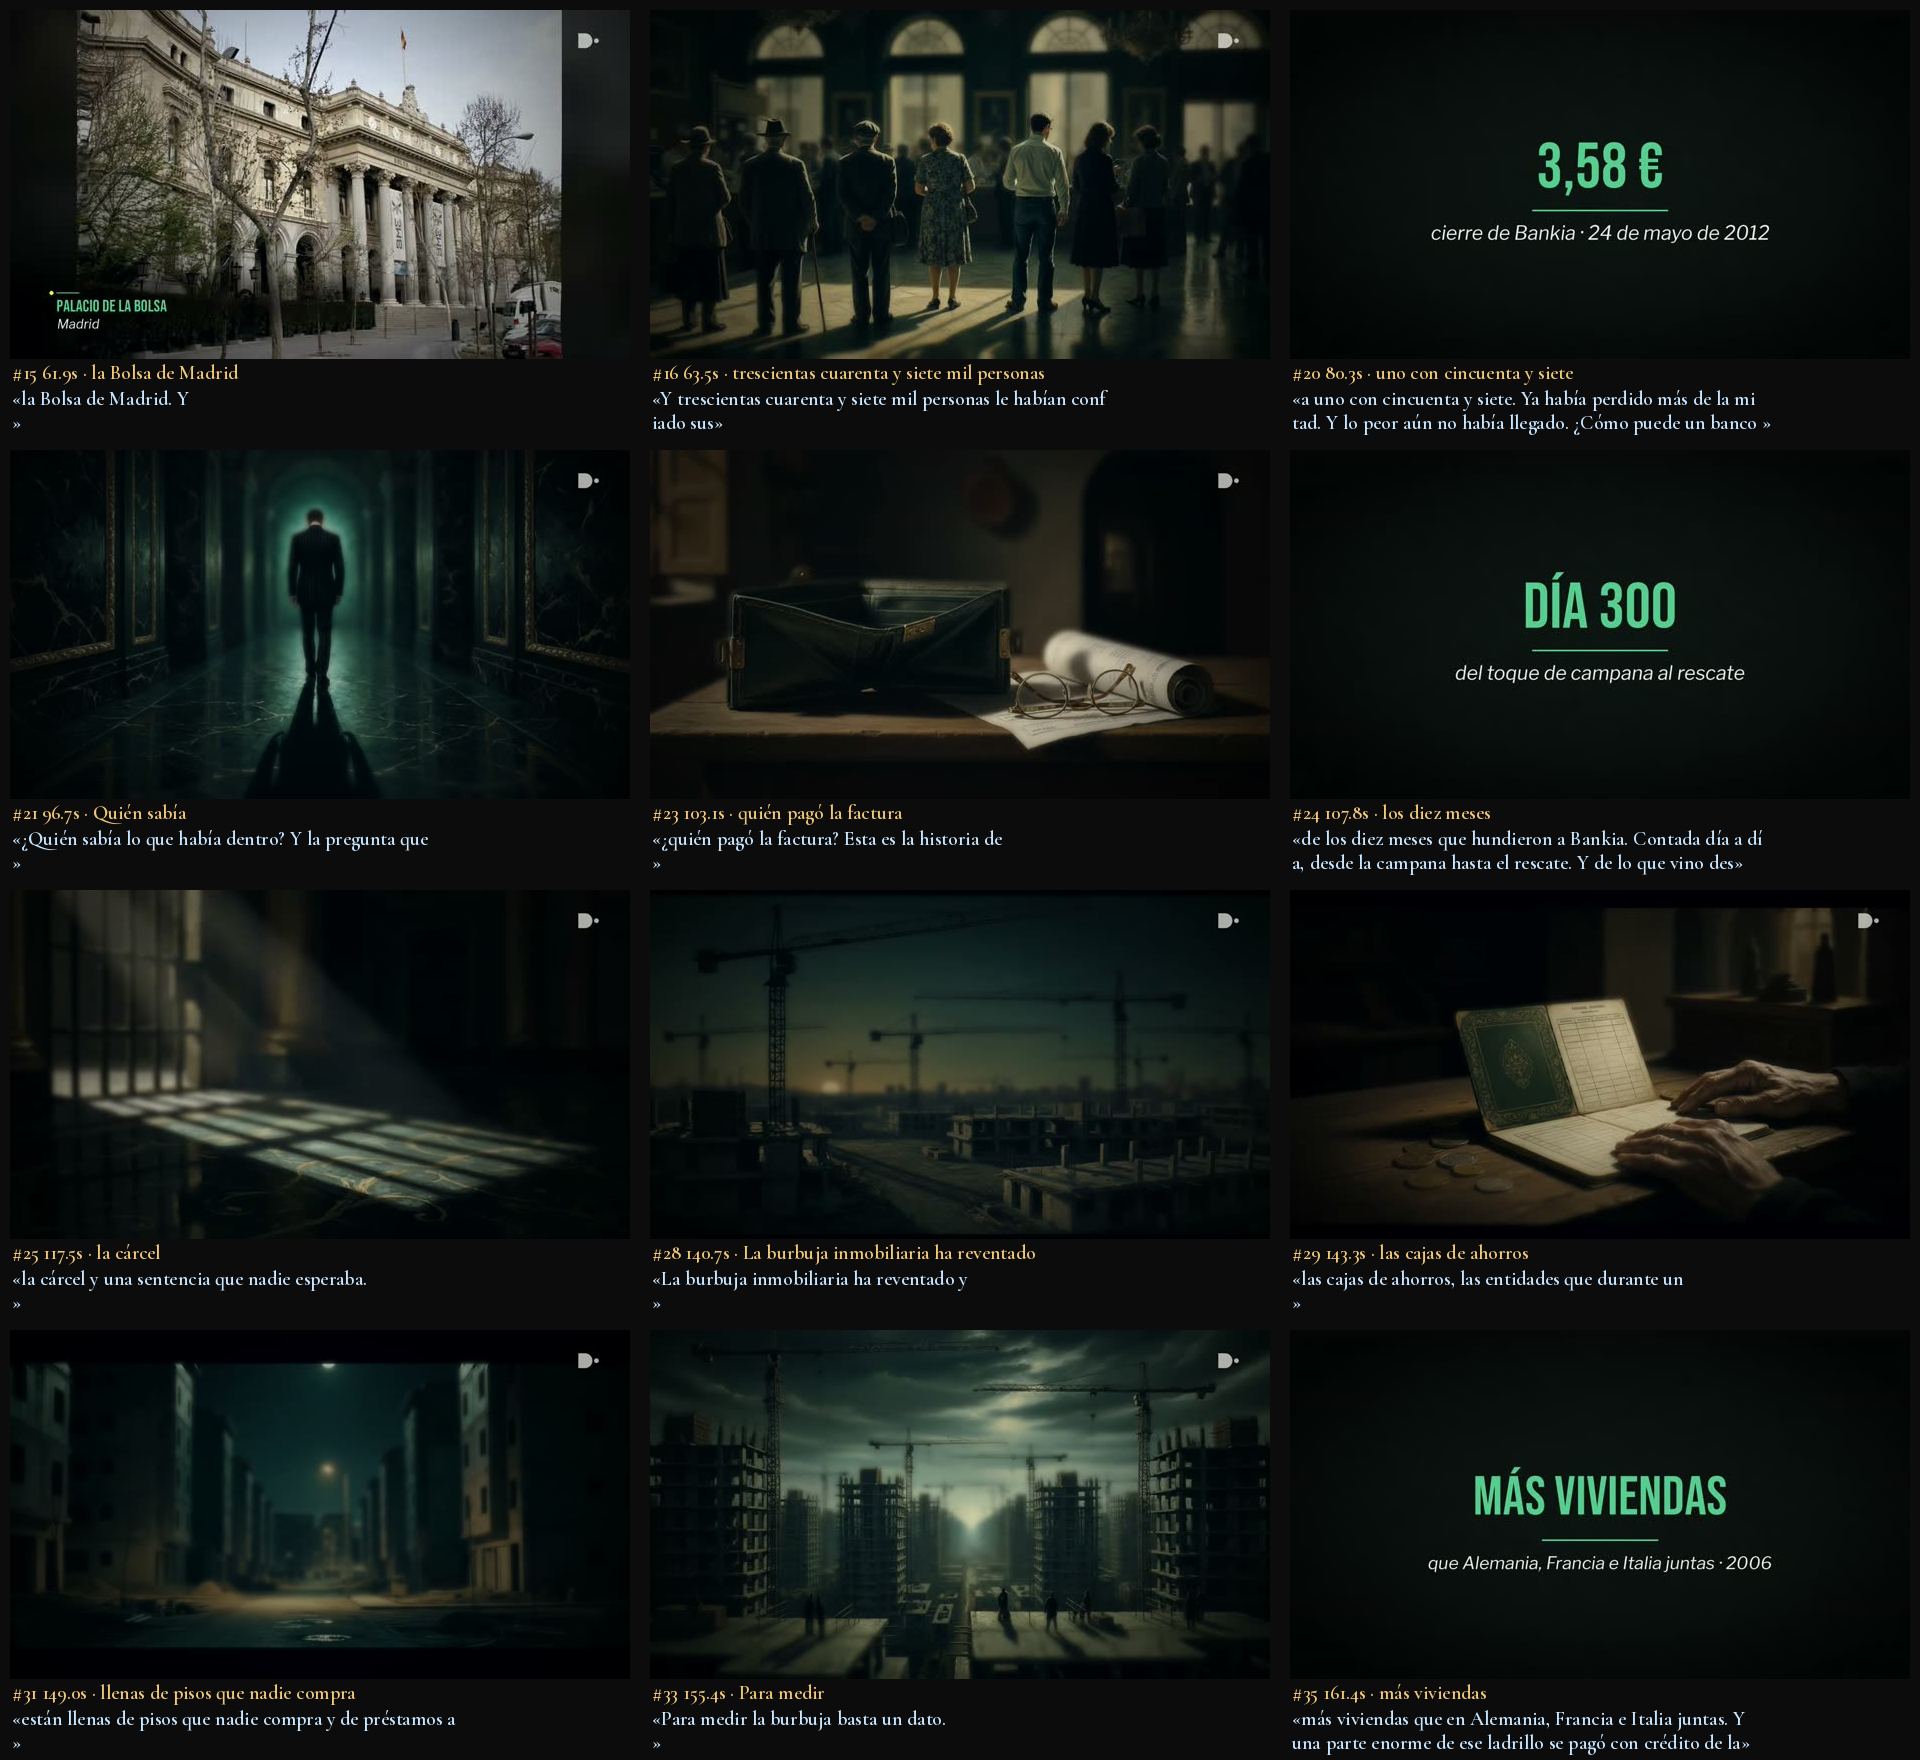 PALACIO DE LA BOLSA
Madrid
#15 61.9s · la Bolsa de Madrid
«la Bolsa de Madrid. Y
»
#16 63.5s · trescientas cuarenta y siete mil personas
«Y trescientas cuarenta y siete mil personas le habían conf
iado sus»
3,58 €
cierre de Bankia · 24 de mayo de 2012
#20 80.3s · uno con cincuenta y siete
«a uno con cincuenta y siete. Ya había perdido más de la mi
tad. Y lo peor aún no había llegado. ¿Cómo puede un banco »
#21 96.7s · Quién sabía
«¿Quién sabía lo que había dentro? Y la pregunta que
»
#23 103.1s · quién pagó la factura
«¿quién pagó la factura? Esta es la historia de
»
DÍA 300
del toque de campana al rescate
#24 107.8s · los diez meses
«de los diez meses que hundieron a Bankia. Contada día a dí
a, desde la campana hasta el rescate. Y de lo que vino des»
#25 117.5s · la cárcel
«la cárcel y una sentencia que nadie esperaba.
»
#28 140.7s · La burbuja inmobiliaria ha reventado
«La burbuja inmobiliaria ha reventado y
»
#29 143.3s · las cajas de ahorros
«las cajas de ahorros, las entidades que durante un
»
#31 149.0s · llenas de pisos que nadie compra
«están llenas de pisos que nadie compra y de préstamos a
»
#33 155.4s · Para medir
«Para medir la burbuja basta un dato.
»
MÁS VIVIENDAS
que Alemania, Francia e Italia juntas · 2006
#35 161.4s · más viviendas
«más viviendas que en Alemania, Francia e Italia juntas. Y
una parte enorme de ese ladrillo se pagó con crédito de la»